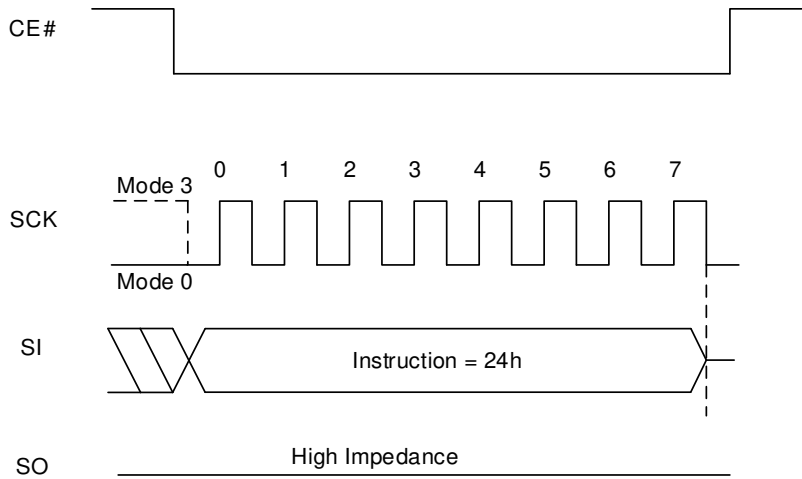 CE#
0 1 2 3 4 5 6 7
Mode 3
SCK
Mode 0
SI
Instruction = 24h
High Impedance
SO